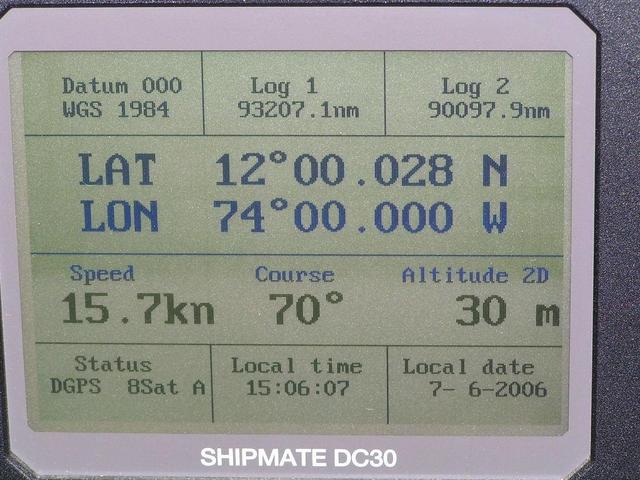 Datum 000 Log 1 Log 2
WGS 1984 93207.1nm 90097.9nm
LAT 12°00.028 N
LON 74°00.000 W
Speed Course Altitude 2D
15.7kn 70° 30 m
Status Local time Local date
DGPS 8Sat A 15:06:07 7- 6-2006
SHIPMATE DC30